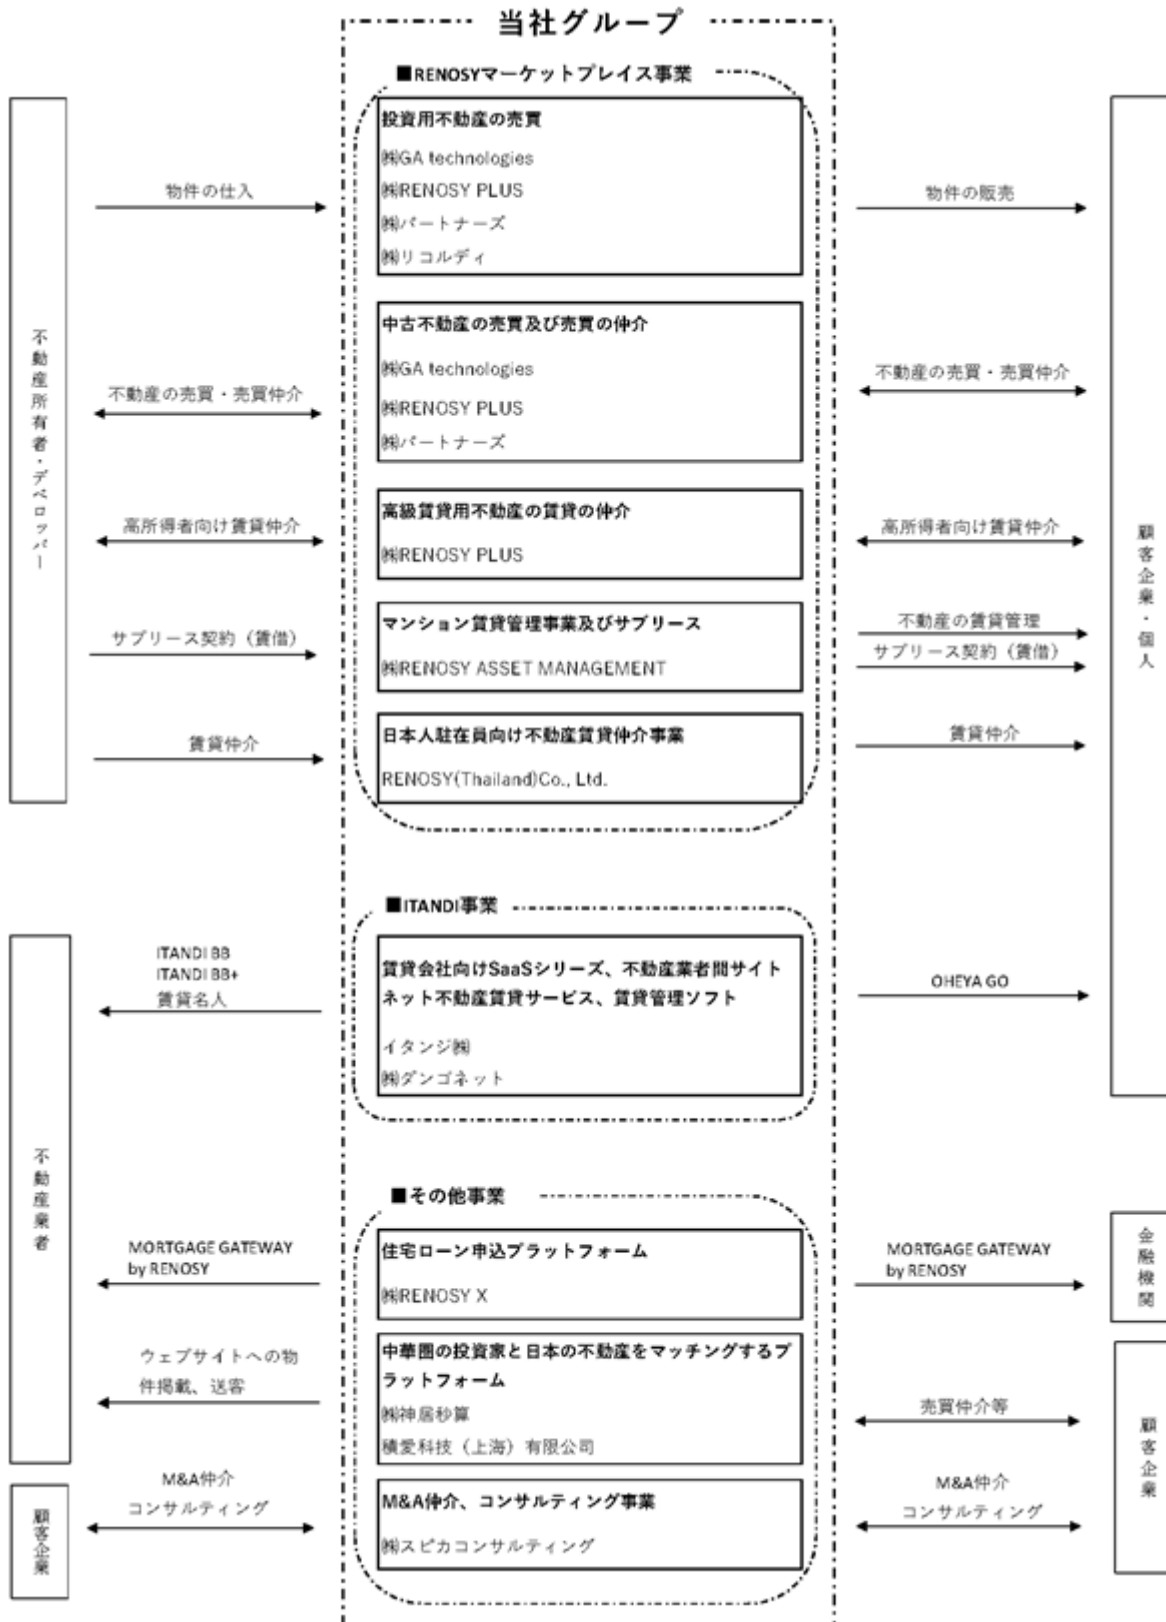 当社グループ
■RENOSYマーケットプレイス事業
不動産所有者・デベロッパー
物件の仕入
投資用不動産の売買
㈱GA technologies
㈱RENOSY PLUS
㈱パートナーズ
㈱リコルディ
物件の販売
顧客企業・個人
不動産の売買・売買仲介
中古不動産の売買及び売買の仲介
㈱GA technologies
㈱RENOSY PLUS
㈱パートナーズ
不動産の売買・売買仲介
高所得者向け賃貸仲介
高級賃貸用不動産の賃貸の仲介
㈱RENOSY PLUS
高所得者向け賃貸仲介
サブリース契約（賃借）
マンション賃貸管理事業及びサブリース
㈱RENOSY ASSET MANAGEMENT
不動産の賃貸管理
サブリース契約（賃借）
賃貸仲介
日本人駐在員向け不動産賃貸仲介事業
RENOSY(Thailand)Co., Ltd.
賃貸仲介
■ITANDI事業
不動産業者
ITANDI BB
ITANDI BB+
賃貸名人
賃貸会社向けSaaSシリーズ、不動産業者間サイト
ネット不動産賃貸サービス、賃貸管理ソフト
イタンジ㈱
㈱ダンゴネット
OHEYA GO
■その他事業
MORTGAGE GATEWAY
by RENOSY
住宅ローン申込プラットフォーム
㈱RENOSY X
MORTGAGE GATEWAY
by RENOSY
金融機関
ウェブサイトへの物
件掲載、送客
中華圏の投資家と日本の不動産をマッチングするプ
ラットフォーム
㈱神居秒算
積愛科技（上海）有限公司
売買仲介等
顧客企業
顧客企業
M&A仲介
コンサルティング
M&A仲介、コンサルティング事業
㈱スピカコンサルティング
M&A仲介
コンサルティング